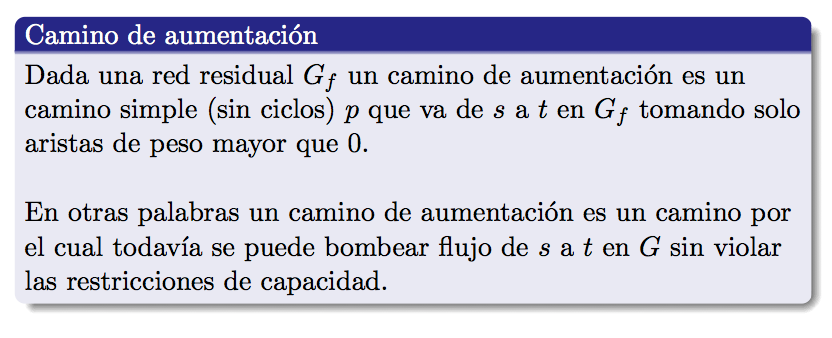 Camino de aumentación
Dada una red residual G_f un camino de aumentación es un
camino simple (sin ciclos) p que va de s a t en G_f tomando solo
aristas de peso mayor que 0.
En otras palabras un camino de aumentación es un camino por
el cual todavía se puede bombear flujo de s a t en G sin violar
las restricciones de capacidad.